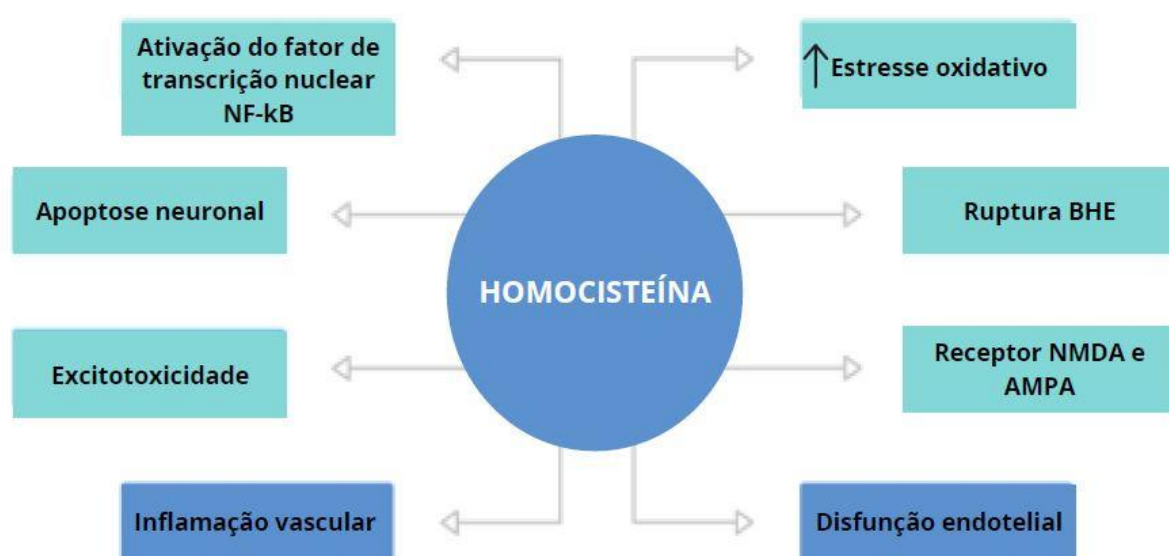 Ativação do fator de
transcrição nuclear
NF-kB
↑Estresse oxidativo
Apoptose neuronal
Ruptura BHE
HOMOCISTEÍNA
Excitotoxicidade
Receptor NMDA e
AMPA
Inflamação vascular
Disfunção endotelial